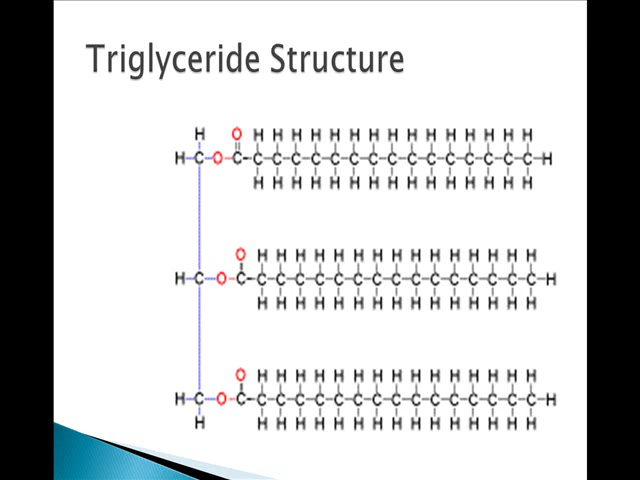 Triglyceride Structure
H O H H H H H H H H H H H H H H H
H-C-O-C-C-C-C-C-C-C-C-C-C-C-C-C-C-C-C-H
H H H H H H H H H H H H H H H
O H H H H H H H H H H H H H H H
H-C-O-C-C-C-C-C-C-C-C-C-C-C-C-C-C-C-C-H
H H H H H H H H H H H H H H H
O H H H H H H H H H H H H H H H
H-C-O-C-C-C-C-C-C-C-C-C-C-C-C-C-C-C-C-H
H H H H H H H H H H H H H H H H